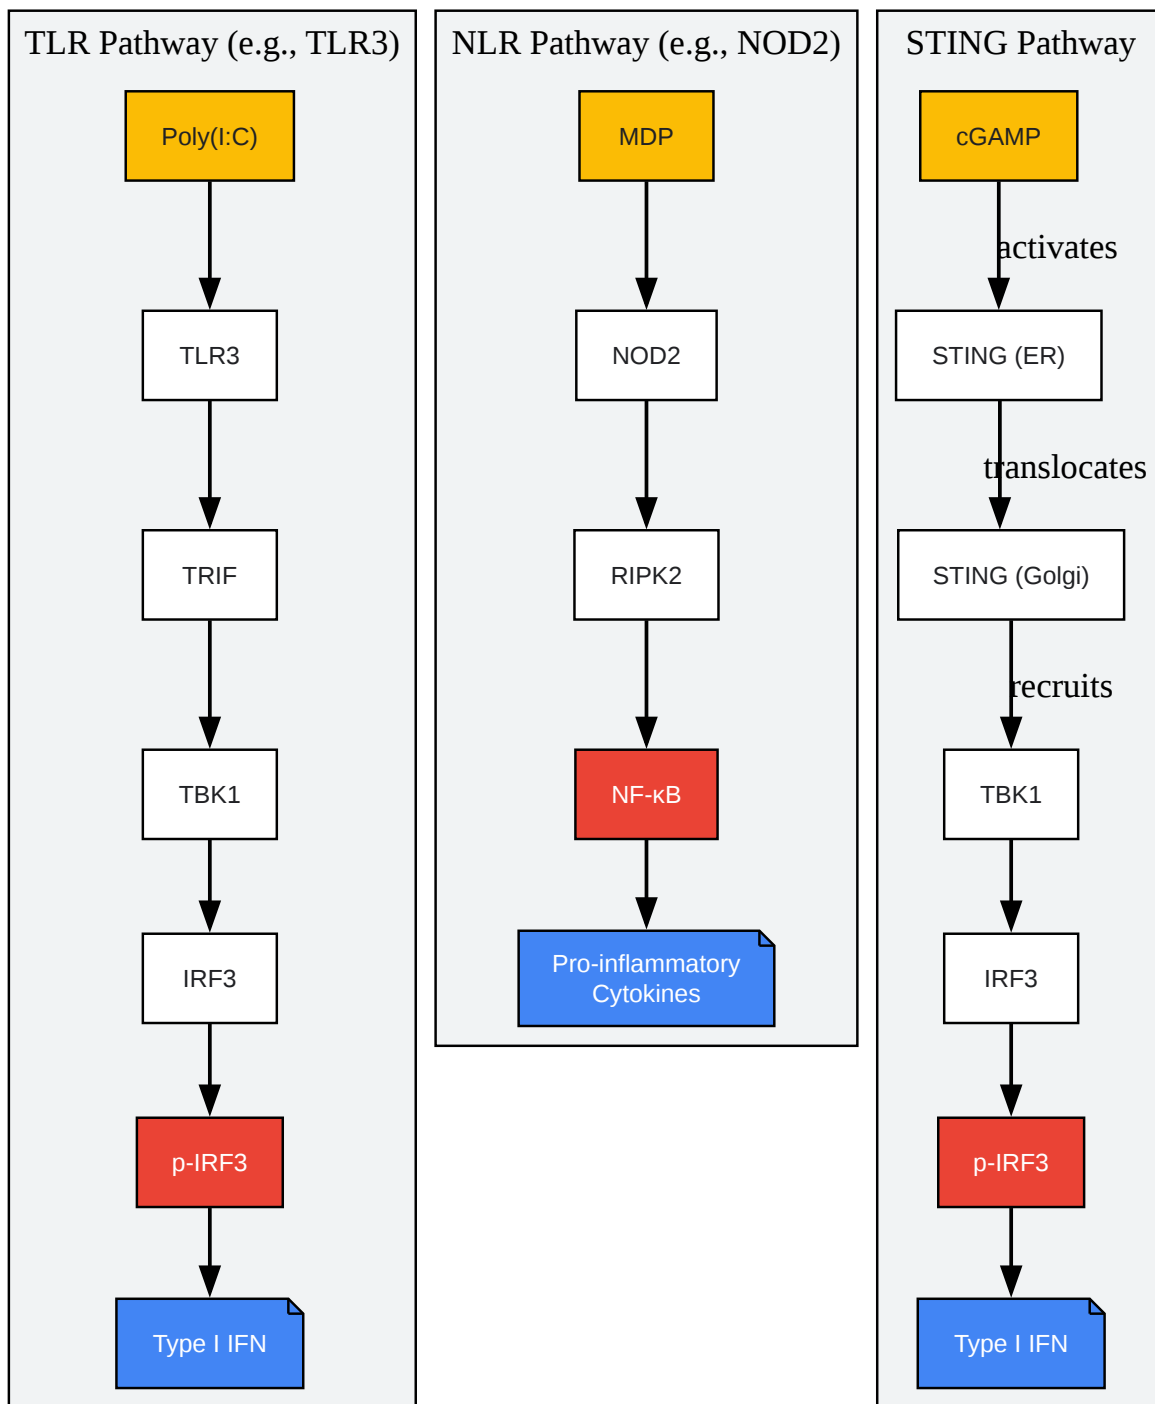 TLR Pathway (e.g., TLR3)
Poly(I:C)
TLR3
TRIF
TBK1
IRF3
p-IRF3
Type I IFN
NLR Pathway (e.g., NOD2)
MDP
NOD2
RIPK2
NF-κB
Pro-inflammatory
Cytokines
STING Pathway
cGAMP
activates
STING (ER)
translocates
STING (Golgi)
recruits
TBK1
IRF3
p-IRF3
Type I IFN